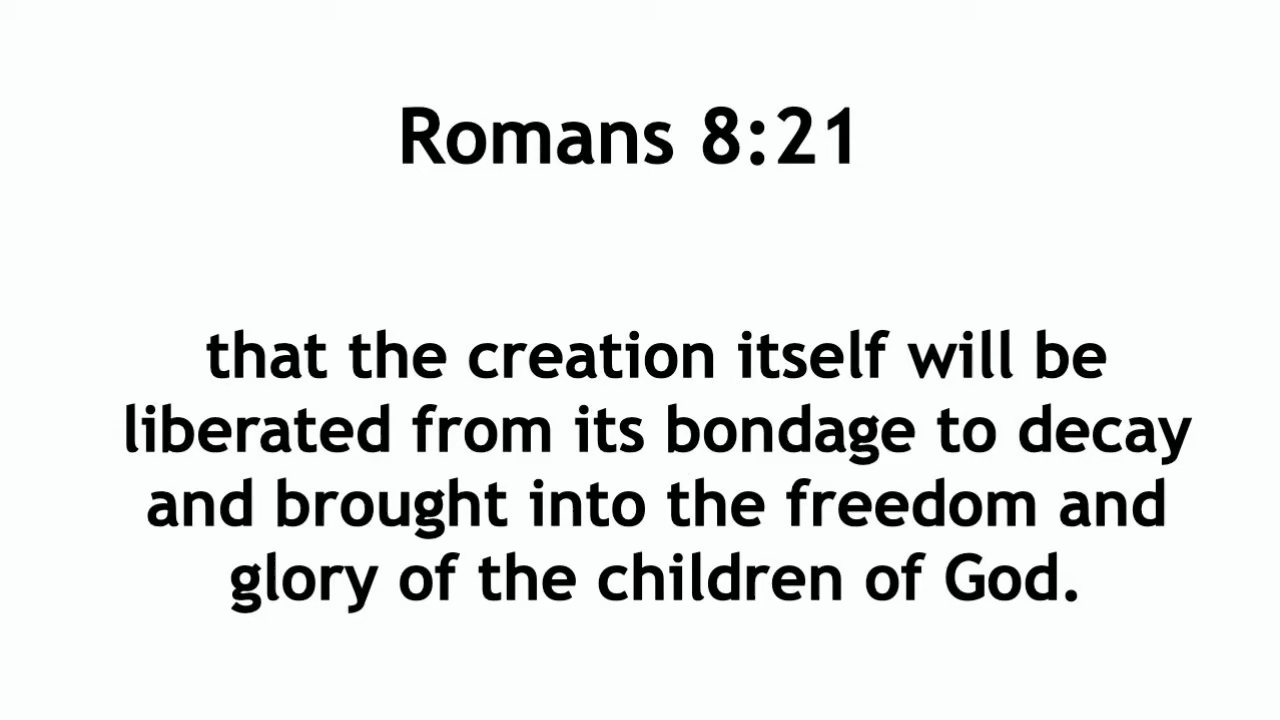 Romans 8:21
that the creation itself will be
liberated from its bondage to decay
and brought into the freedom and
glory of the children of God.